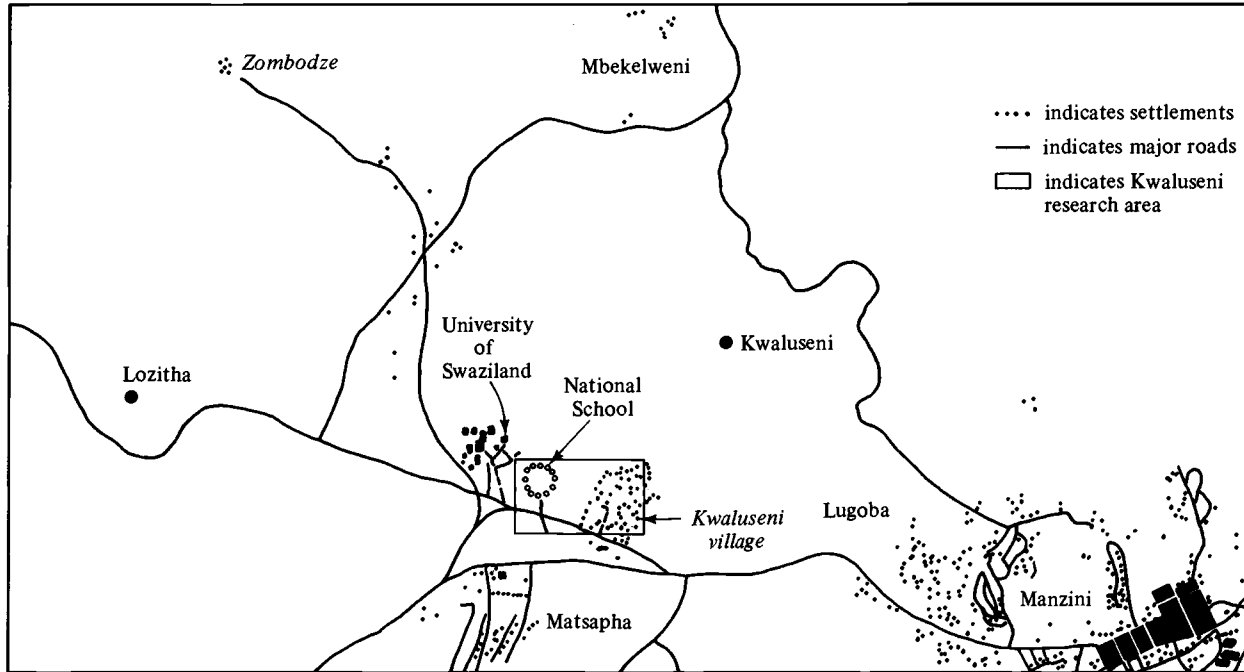 Zombodze
Mbekelweni
indicates settlements
indicates major roads
indicates Kwaluseni
research area
University
of
Swaziland
Kwaluseni
Lozitha
National
School
Lugoba
Kwaluseni
village
Manzini
Matsapha